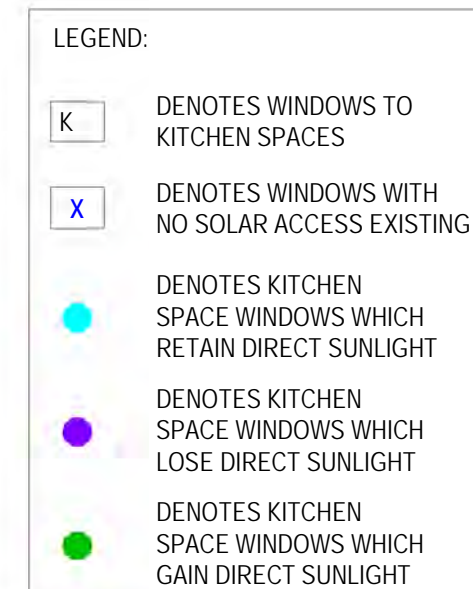 LEGEND:
K
DENOTES WINDOWS TO
KITCHEN SPACES
X
DENOTES WINDOWS WITH
NO SOLAR ACCESS EXISTING
DENOTES KITCHEN
SPACE WINDOWS WHICH
RETAIN DIRECT SUNLIGHT
DENOTES KITCHEN
SPACE WINDOWS WHICH
LOSE DIRECT SUNLIGHT
DENOTES KITCHEN
SPACE WINDOWS WHICH
GAIN DIRECT SUNLIGHT